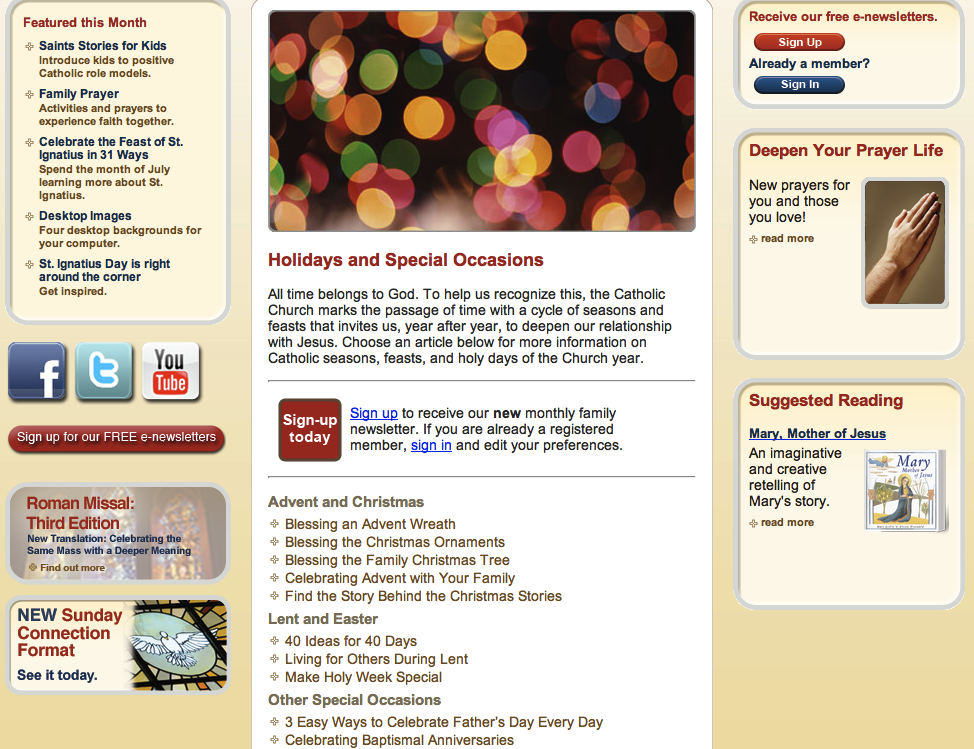 Featured this Month
Saints Stories for Kids
Introduce kids to positive
Catholic role models.
Family Prayer
Activities and prayers to
experience faith together.
Celebrate the Feast of St.
Ignatius in 31 Ways
Spend the month of July
learning more about St.
Ignatius.
Desktop Images
Four desktop backgrounds for
your computer.
St. Ignatius Day is right
around the corner
Get inspired.
f
t
You
Tube
Sign up for our FREE e-newsletters
Roman Missal:
Third Edition
New Translation: Celebrating the
Same Mass with a Deeper Meaning
Find out more
NEW Sunday
Connection
Format
See it today.
Holidays and Special Occasions
All time belongs to God. To help us recognize this, the Catholic
Church marks the passage of time with a cycle of seasons and
feasts that invites us, year after year, to deepen our relationship
with Jesus. Choose an article below for more information on
Catholic seasons, feasts, and holy days of the Church year.
Sign-up
today
Sign up to receive our new monthly family
newsletter. If you are already a registered
member, sign in and edit your preferences.
Advent and Christmas
Blessing an Advent Wreath
Blessing the Christmas Ornaments
Blessing the Family Christmas Tree
Celebrating Advent with Your Family
Find the Story Behind the Christmas Stories
Lent and Easter
40 Ideas for 40 Days
Living for Others During Lent
Make Holy Week Special
Other Special Occasions
3 Easy Ways to Celebrate Father's Day Every Day
Celebrating Baptismal Anniversaries
Receive our free e-newsletters.
Sign Up
Already a member?
Sign In
Deepen Your Prayer Life
New prayers for
you and those
you love!
read more
Suggested Reading
Mary, Mother of Jesus
An imaginative
and creative
retelling of
Mary's story.
read more
Mary
Mother
of Jesus